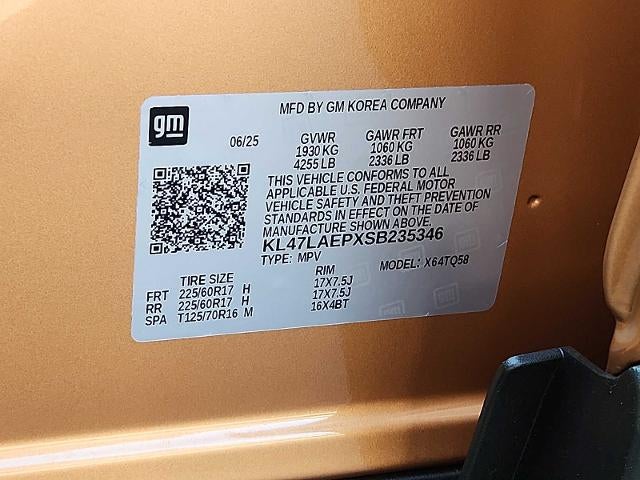 gm
MFD BY GM KOREA COMPANY
06/25
GVWR GAWR FRT GAWR RR
1930 KG 1060 KG 1060 KG
4255 LB 2336 LB 2336 LB
THIS VEHICLE CONFORMS TO ALL
APPLICABLE U.S. FEDERAL MOTOR
VEHICLE SAFETY AND THEFT PREVENTION
STANDARDS IN EFFECT ON THE DATE OF
MANUFACTURE SHOWN ABOVE
KL47LAEPXSB235346
TYPE: MPV MODEL: X64TQ58
TIRE SIZE RIM
FRT 225/60R17 H 17X7.5J
RR 225/60R17 H 17X7.5J
SPA T125/70R16 M 16X4BT